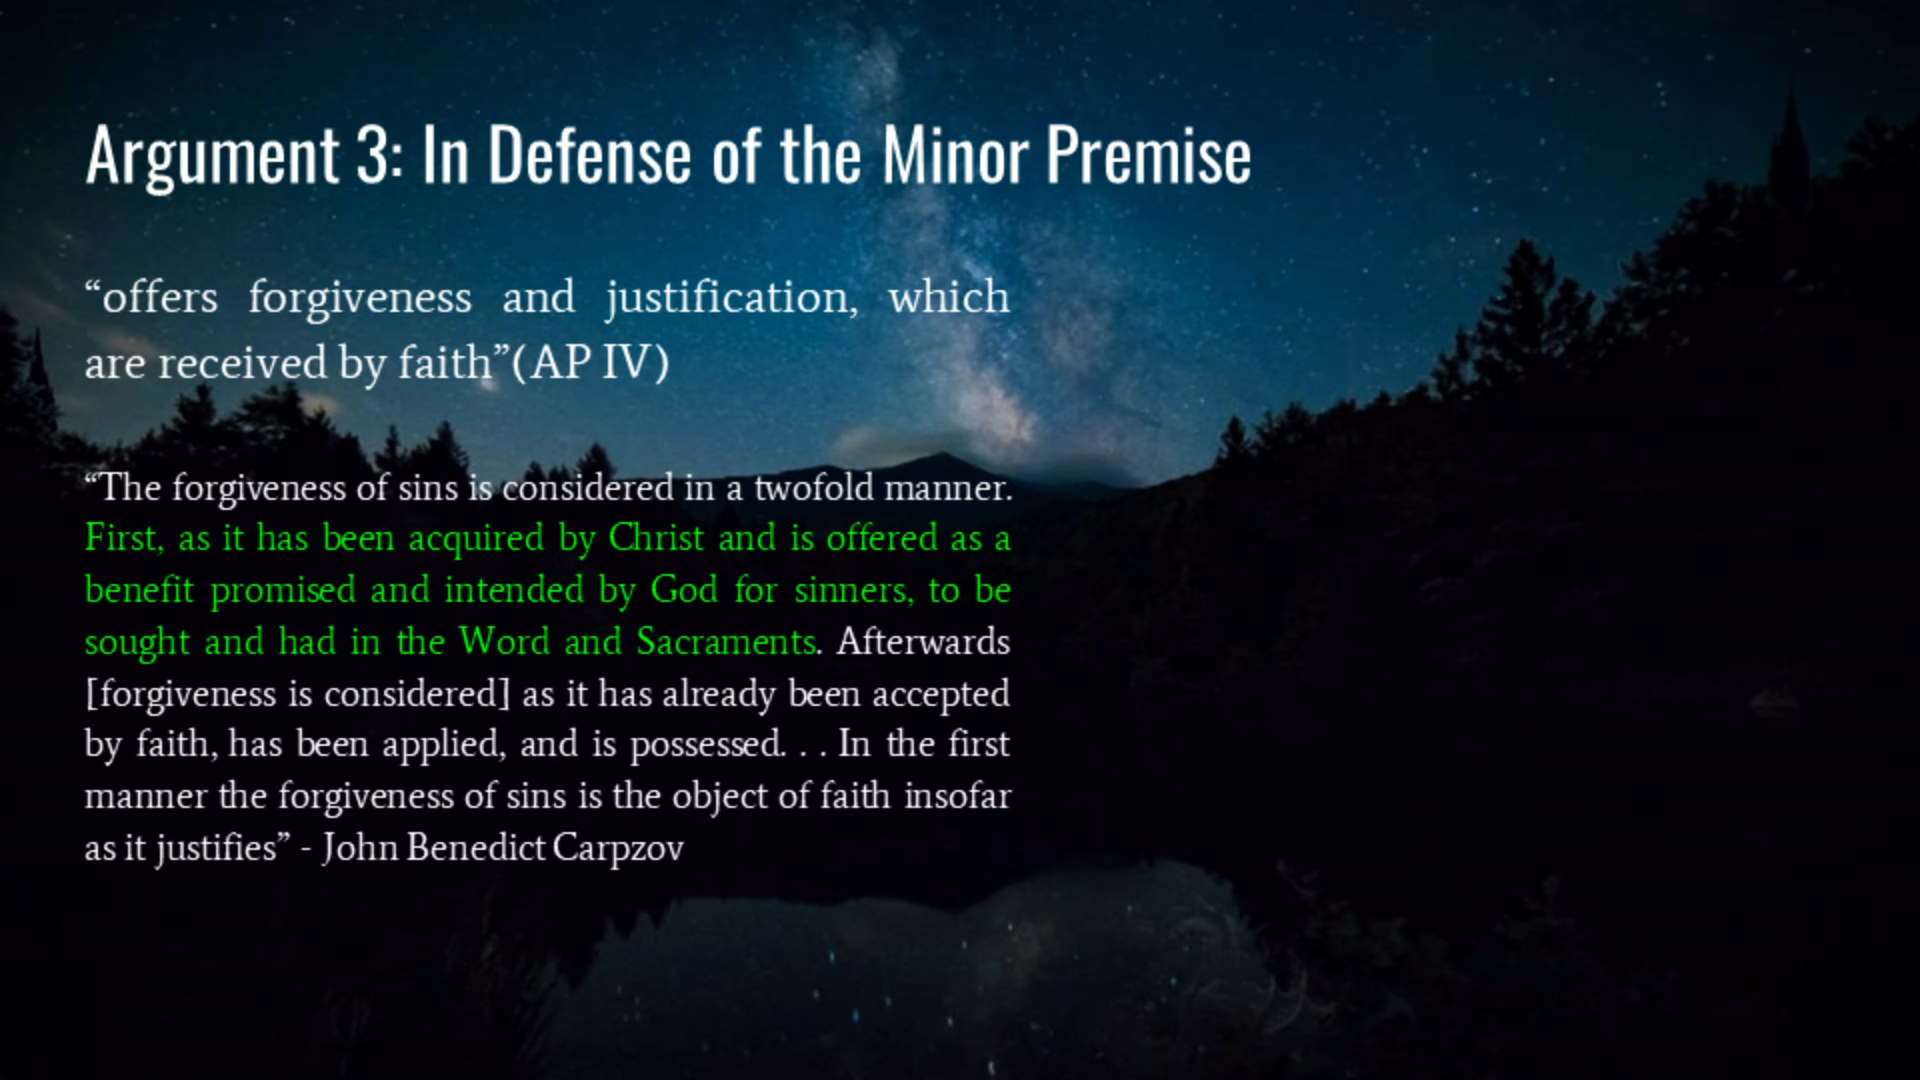 Argument 3: In Defense of the Minor Premise
“offers forgiveness and justification, which
are received by faith”(AP IV)
“The forgiveness of sins is considered in a twofold manner.
First, as it has been acquired by Christ and is offered as a
benefit promised and intended by God for sinners, to be
sought and had in the Word and Sacraments. Afterwards
[forgiveness is considered] as it has already been accepted
by faith, has been applied, and is possessed. . . In the first
manner the forgiveness of sins is the object of faith insofar
as it justifies” - John Benedict Carpzov